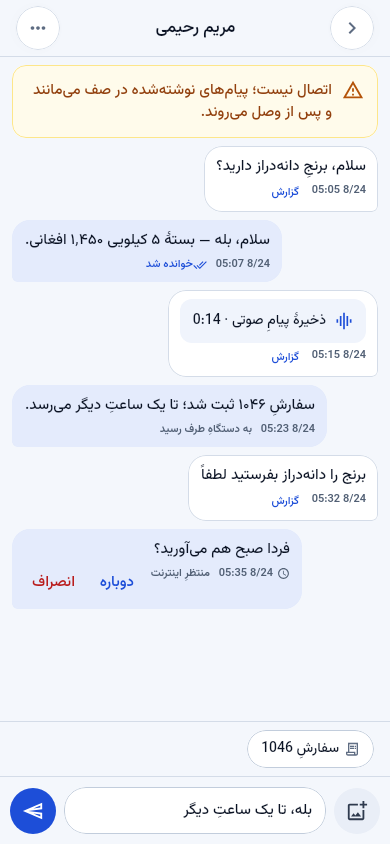 مریم رحیمی
اتصال نیست؛ پیام‌های نوشته‌شده در صف می‌مانند
و پس از وصل می‌روند.
سلام، برنجِ دانه‌دراز دارید؟
05:05 8/24 گزارش
سلام، بله — بستهٔ ۵ کیلویی ۱,۴۵۰ افغانی.
05:07 8/24 خوانده شد
ذخیرهٔ پیامِ صوتی · 0:14
05:15 8/24 گزارش
سفارشِ ۱۰۴۶ ثبت شد؛ تا یک ساعتِ دیگر می‌رسد.
05:23 8/24 به دستگاهِ طرف رسید
برنج را دانه‌دراز بفرستید لطفاً
05:32 8/24 گزارش
فردا صبح هم می‌آورید؟
05:35 8/24 منتظرِ اینترنت دوباره انصراف
سفارشِ 1046
بله، تا یک ساعتِ دیگر